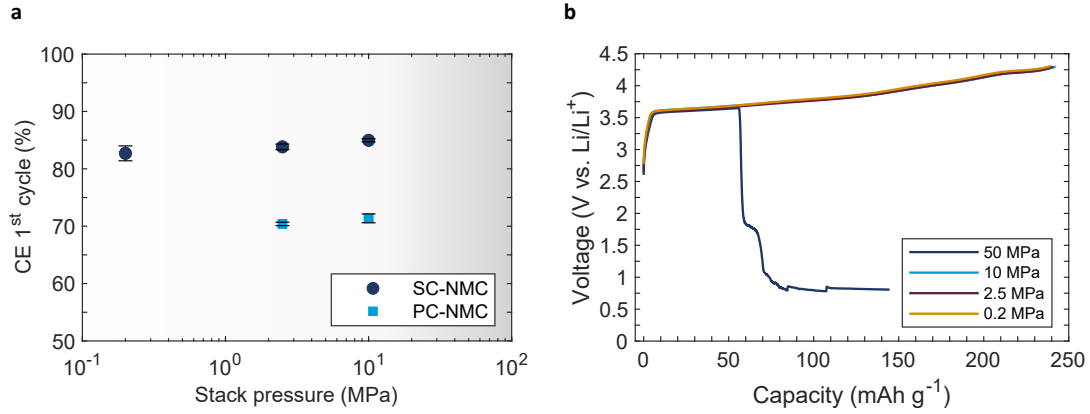 a
100
90
80
70
60
50
CE 1st cycle (%)
10-1
100
101
102
Stack pressure (MPa)
SC-NMC
PC-NMC
b
4.5
4
3.5
3
2.5
2
1.5
1
0.5
0
Voltage (V vs. Li/Li+)
0
50
100
150
200
250
Capacity (mAh g-1)
50 MPa
10 MPa
2.5 MPa
0.2 MPa